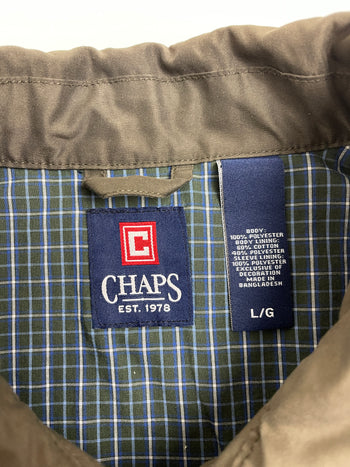 C
CHAPS
EST. 1978
BODY:
100% POLYESTER
BODY LINING:
60% COTTON
40% POLYESTER
SLEEVE LINING:
100% POLYESTER
EXCLUSIVE OF
DECORATION
MADE IN
BANGLADESH
L/G